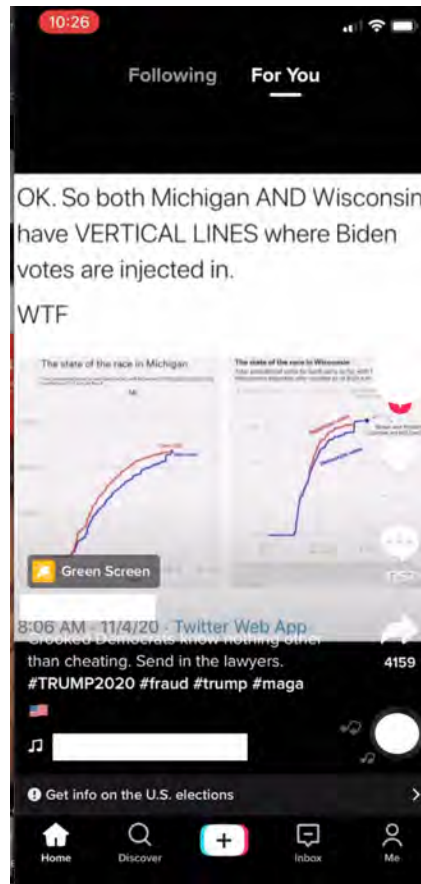 10:26
Following For You
OK. So both Michigan AND Wisconsin
have VERTICAL LINES where Biden
votes are injected in.
WTF
The state of the race in Michigan
The state of the race in Wisconsin
Green Screen
8:06 AM · 11/4/20 · Twitter Web App
Crooked Democrats know nothing other
than cheating. Send in the lawyers.
4159
#TRUMP2020 #fraud #trump #maga
Get info on the U.S. elections
Home Discover Inbox Me